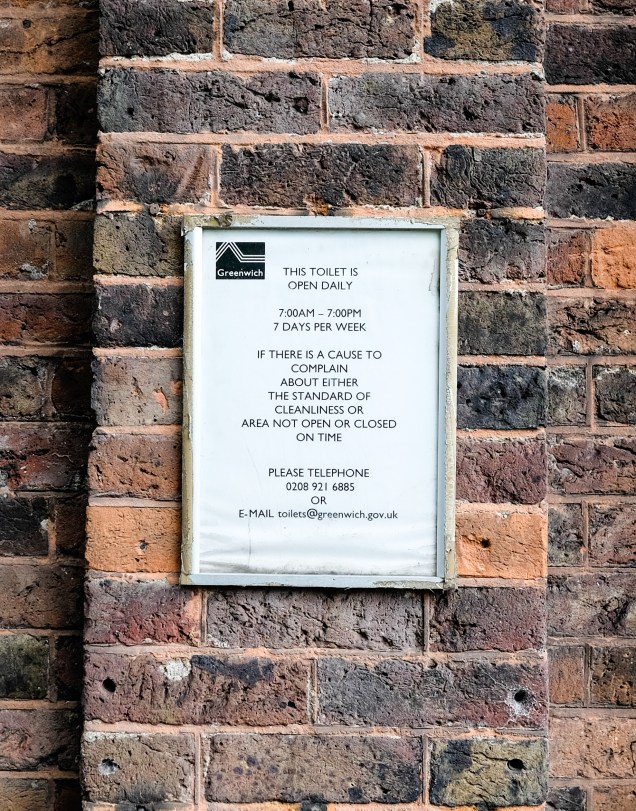 Greenwich
THIS TOILET IS
OPEN DAILY
7:00AM – 7:00PM
7 DAYS PER WEEK
IF THERE IS A CAUSE TO
COMPLAIN
ABOUT EITHER
THE STANDARD OF
CLEANLINESS OR
AREA NOT OPEN OR CLOSED
ON TIME
PLEASE TELEPHONE
0208 921 6885
OR
E-MAIL toilets@greenwich.gov.uk